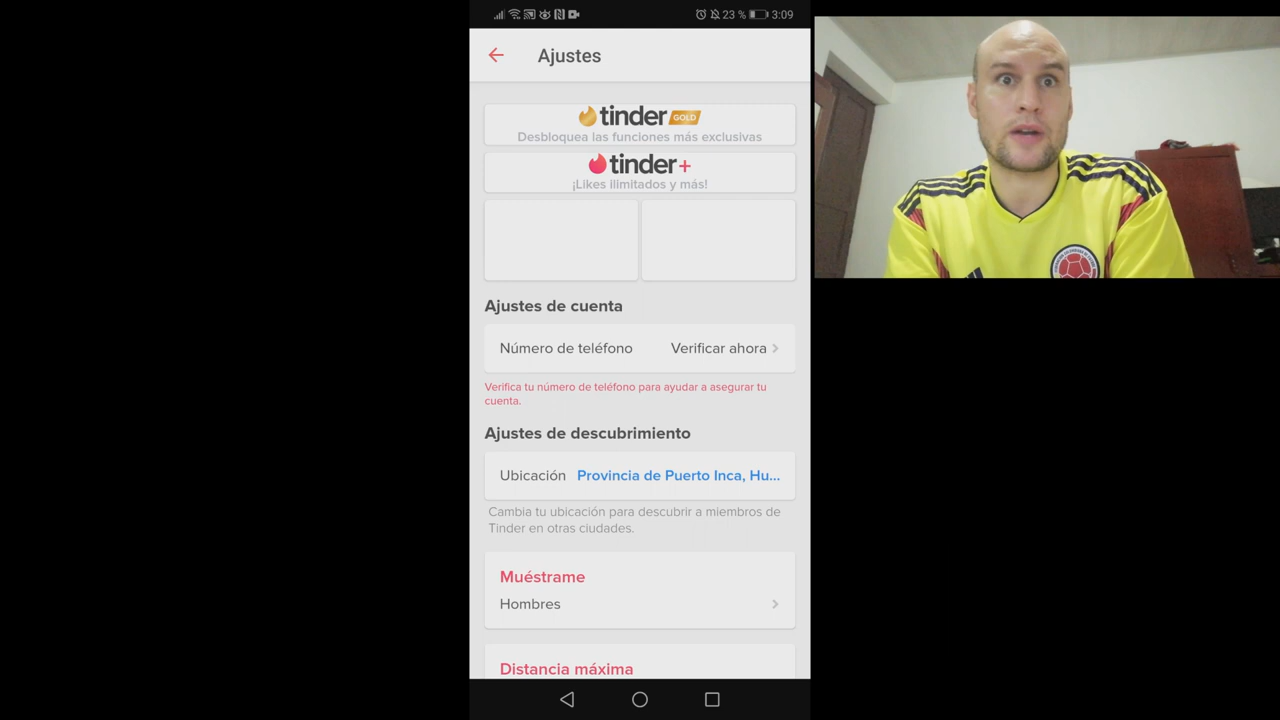 23 % 3:09
Ajustes
tinder GOLD
Desbloquea las funciones más exclusivas
tinder+
¡Likes ilimitados y más!
Ajustes de cuenta
Número de teléfono Verificar ahora
Verifica tu número de teléfono para ayudar a asegurar tu
cuenta.
Ajustes de descubrimiento
Ubicación Provincia de Puerto Inca, Hu...
Cambia tu ubicación para descubrir a miembros de
Tinder en otras ciudades.
Muéstrame
Hombres
Distancia máxima